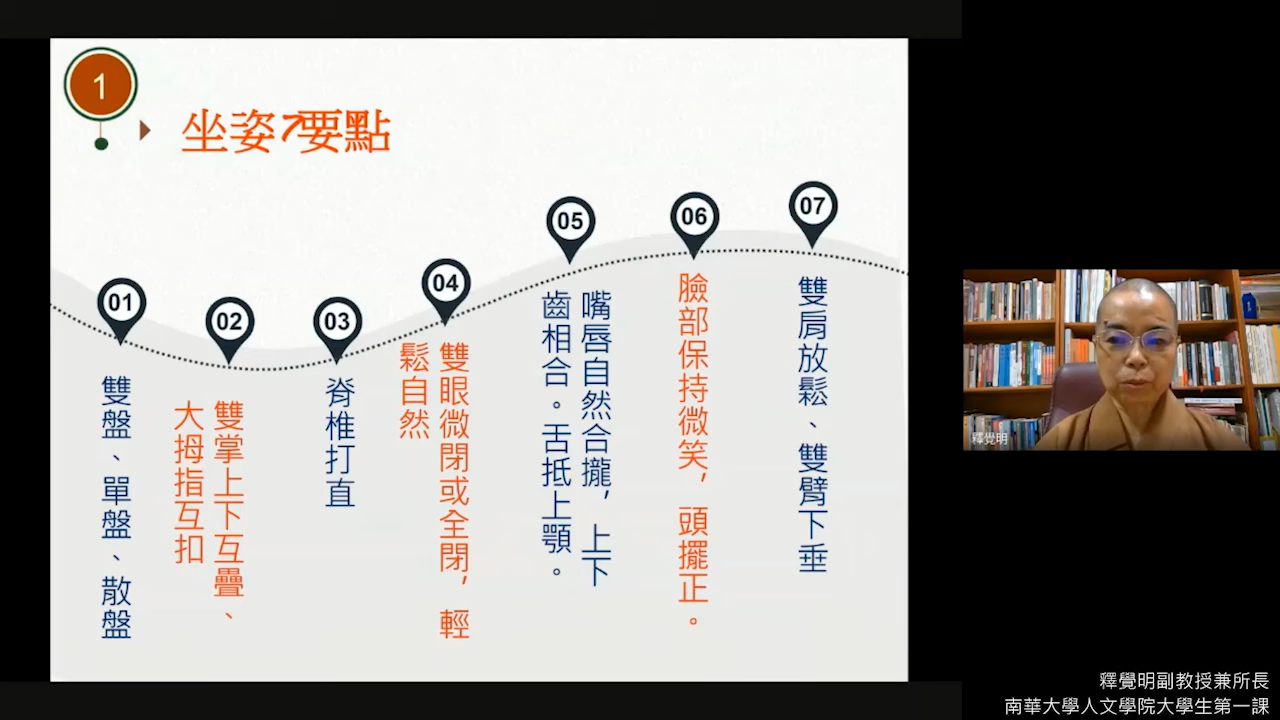 1
坐姿7要點
01
雙盤、單盤、散盤
02
雙掌上下互疊、
大拇指互扣
03
脊椎打直
04
雙眼微閉或全閉，輕
鬆自然
05
嘴唇自然合攏，上下
齒相合。舌抵上顎。
06
臉部保持微笑，頭擺正。
07
雙肩放鬆、雙臂下垂
釋覺明
釋覺明副教授兼所長
南華大學人文學院大學生第一課